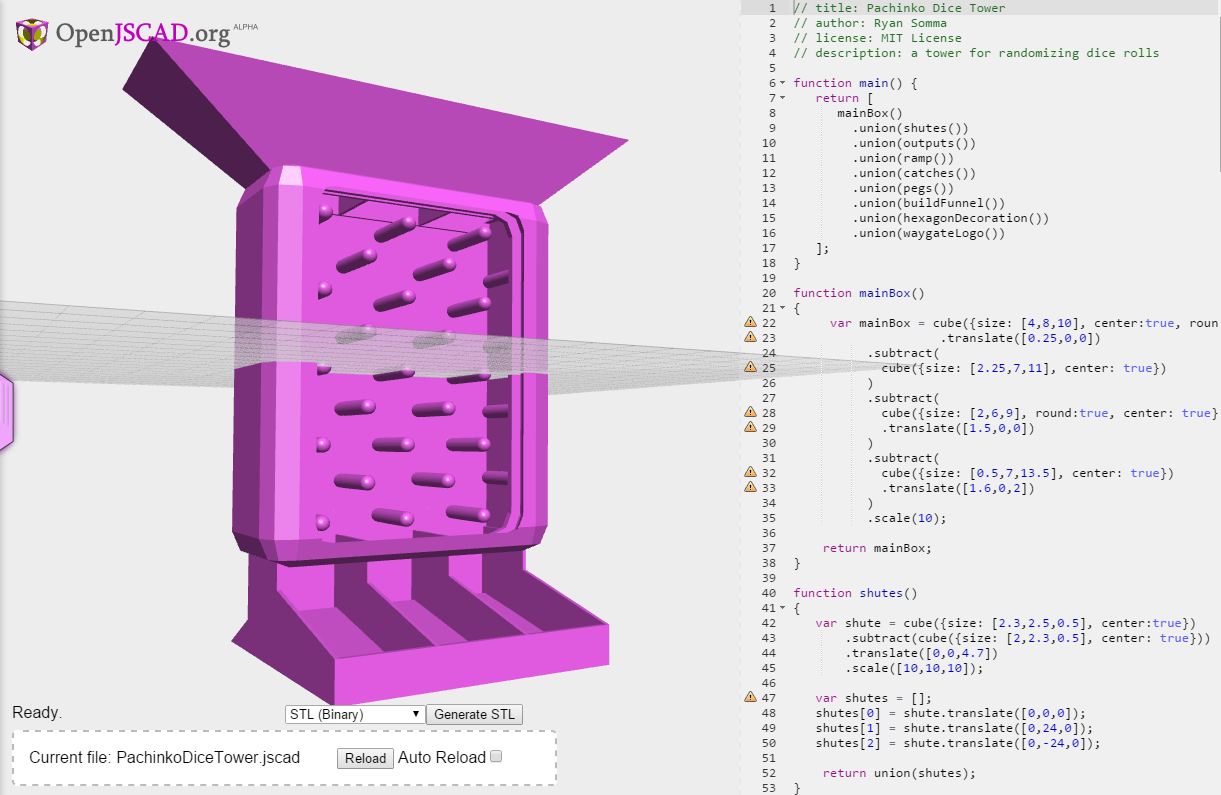 OpenJSCAD.org ALPHA
Ready.
STL (Binary) Generate STL
Current file: PachinkoDiceTower.jscad Reload Auto Reload
1 // title: Pachinko Dice Tower
2 // author: Ryan Somma
3 // license: MIT License
4 // description: a tower for randomizing dice rolls
5
6 function main() {
7 return [
8 mainBox()
9 .union(shutes())
10 .union(outputs())
11 .union(ramp())
12 .union(catches())
13 .union(pegs())
14 .union(buildFunnel())
15 .union(hexagonDecoration())
16 .union(waygateLogo())
17 ];
18 }
19
20 function mainBox()
21 {
22 var mainBox = cube({size: [4,8,10], center:true, roun
23 .translate([0.25,0,0])
24 .subtract(
25 cube({size: [2.25,7,11], center: true})
26 )
27 .subtract(
28 cube({size: [2,6,9], round:true, center: true}
29 .translate([1.5,0,0])
30 )
31 .subtract(
32 cube({size: [0.5,7,13.5], center: true})
33 .translate([1.6,0,2])
34 )
35 .scale(10);
36
37 return mainBox;
38 }
39
40 function shutes()
41 {
42 var shute = cube({size: [2.3,2.5,0.5], center:true})
43 .subtract(cube({size: [2,2.3,0.5], center: true}))
44 .translate([0,0,4.7])
45 .scale([10,10,10]);
46
47 var shutes = [];
48 shutes[0] = shute.translate([0,0,0]);
49 shutes[1] = shute.translate([0,24,0]);
50 shutes[2] = shute.translate([0,-24,0]);
51
52 return union(shutes);
53 }